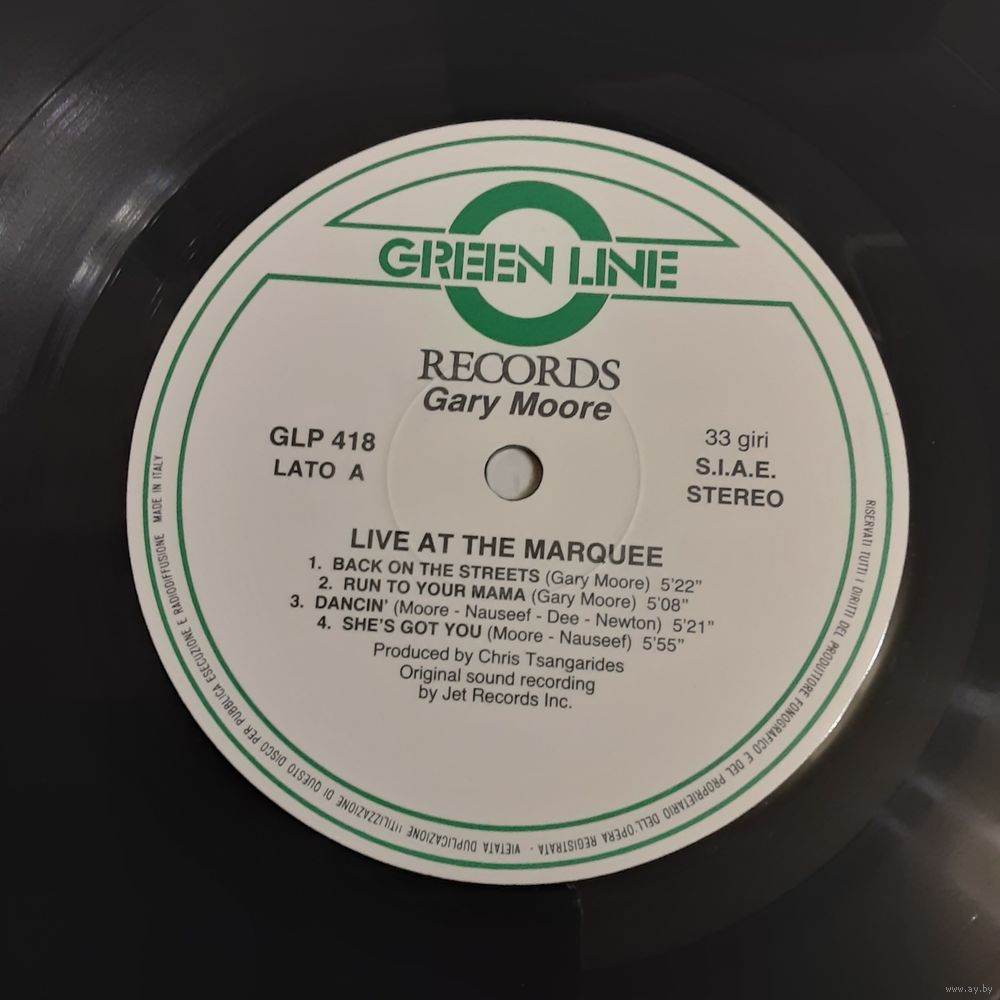 GREEN LINE
RECORDS
Gary Moore
GLP 418
LATO A
33 giri
S.I.A.E.
STEREO
LIVE AT THE MARQUEE
1. BACK ON THE STREETS (Gary Moore) 5'22"
2. RUN TO YOUR MAMA (Gary Moore) 5'08"
3. DANCIN' (Moore - Nauseef - Dee - Newton) 5'21"
4. SHE'S GOT YOU (Moore - Nauseef) 5'55"
Produced by Chris Tsangarides
Original sound recording
by Jet Records Inc.
RISERVATI TUTTI I DIRITTI DEL PRODUTTORE FONOGRAFICO E DEL PROPRIETARIO DELL'OPERA REGISTRATA - VIETATA DUPLICAZIONE UTILIZZAZIONE DI QUESTO DISCO PER PUBBLICA ESECUZIONE E RADIODIFFUSIONE MADE IN ITALY
www.ay.by